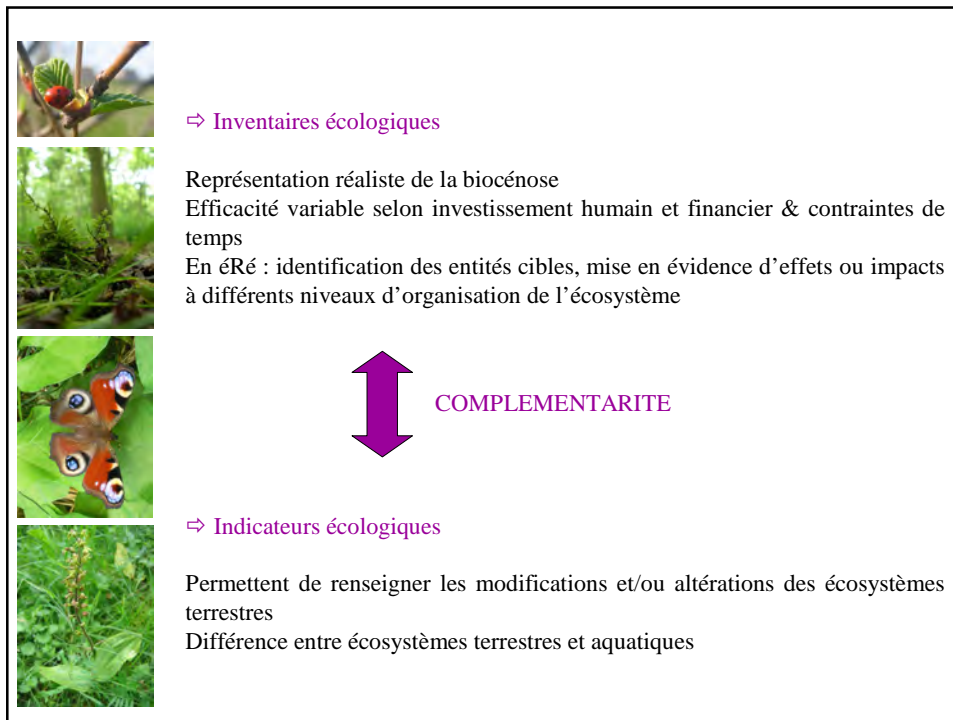 ⇨ Inventaires écologiques
Représentation réaliste de la biocénose
Efficacité variable selon investissement humain et financier & contraintes de
temps
En éRé : identification des entités cibles, mise en évidence d’effets ou impacts
à différents niveaux d’organisation de l’écosystème
COMPLEMENTARITE
⇨ Indicateurs écologiques
Permettent de renseigner les modifications et/ou altérations des écosystèmes
terrestres
Différence entre écosystèmes terrestres et aquatiques